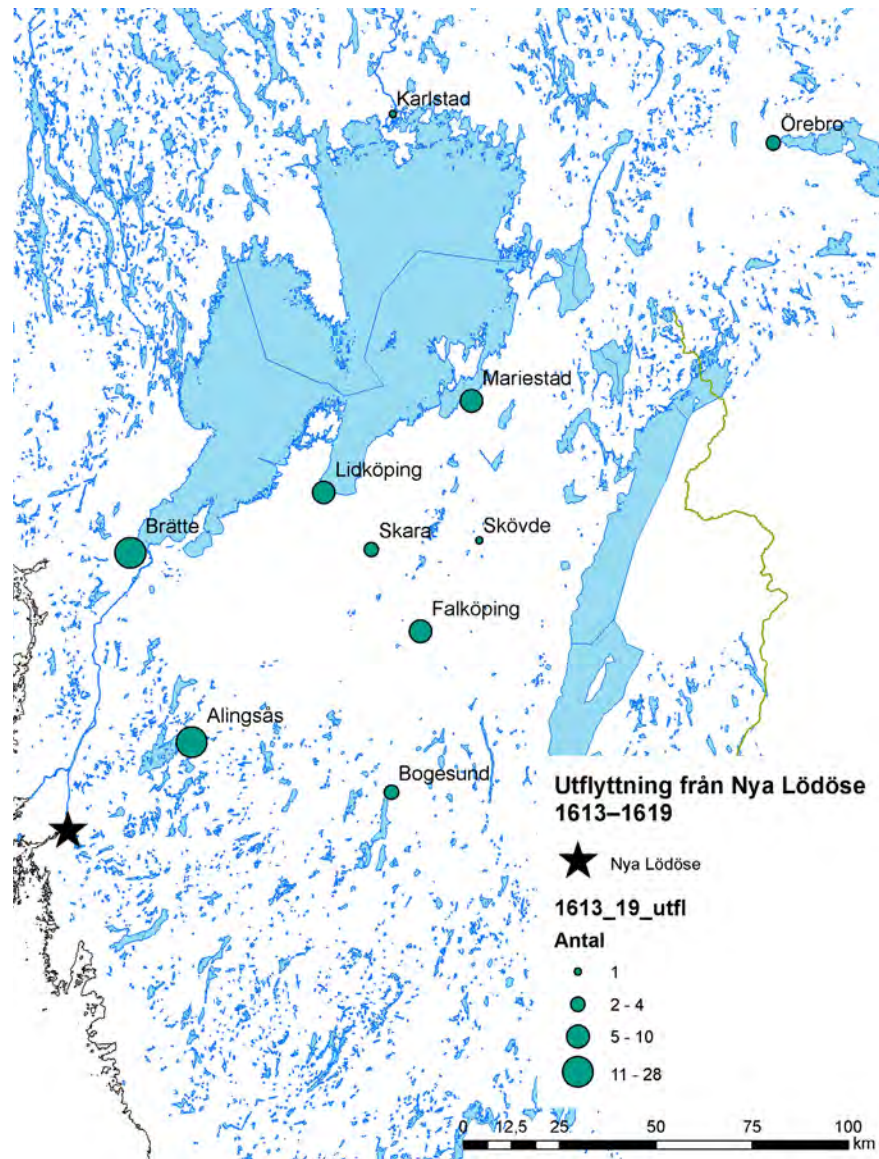 Karlstad
Örebro
Mariestad
Lidköping
Brätte
Skara
Skövde
Falköping
Alingsås
Bogesund
Utflyttning från Nya Lödöse
1613–1619
Nya Lödöse
1613_19_utfl
Antal
1
2 - 4
5 - 10
11 - 28
0 12,5 25 50 75 100
km